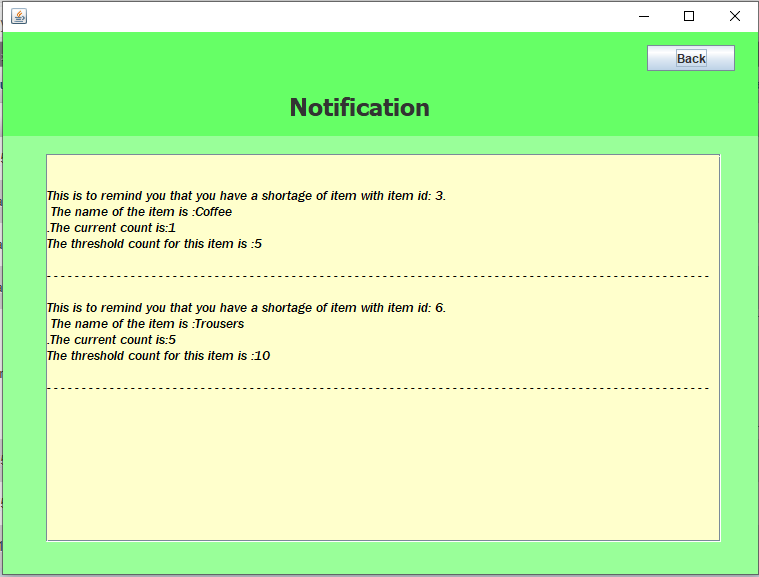 Back
Notification
This is to remind you that you have a shortage of item with item id: 3.
The name of the item is :Coffee
.The current count is:1
The threshold count for this item is :5
--------------------------------------------------------------------------------
This is to remind you that you have a shortage of item with item id: 6.
The name of the item is :Trousers
.The current count is:5
The threshold count for this item is :10
--------------------------------------------------------------------------------